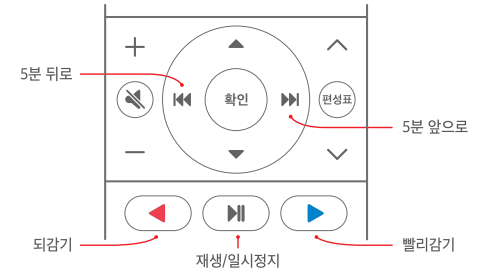 5분 뒤로
확인
편성표
5분 앞으로
되감기
재생/일시정지
빨리감기